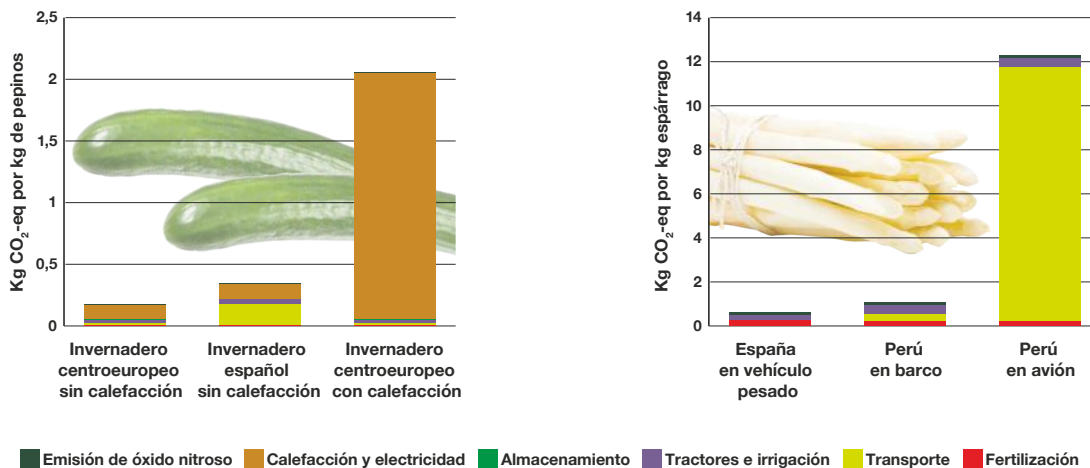 Kg CO₂-eq por kg de pepinos
2,5
2
1,5
1
0,5
0
Invernadero
centroeuropeo
sin calefacción
Invernadero
español
sin calefacción
Invernadero
centroeuropeo
con calefacción
Kg CO₂-eq por kg espárrago
14
12
10
8
6
4
2
0
España
en vehículo
pesado
Perú
en barco
Perú
en avión
Emisión de óxido nitroso
Calefacción y electricidad
Almacenamiento
Tractores e irrigación
Transporte
Fertilización